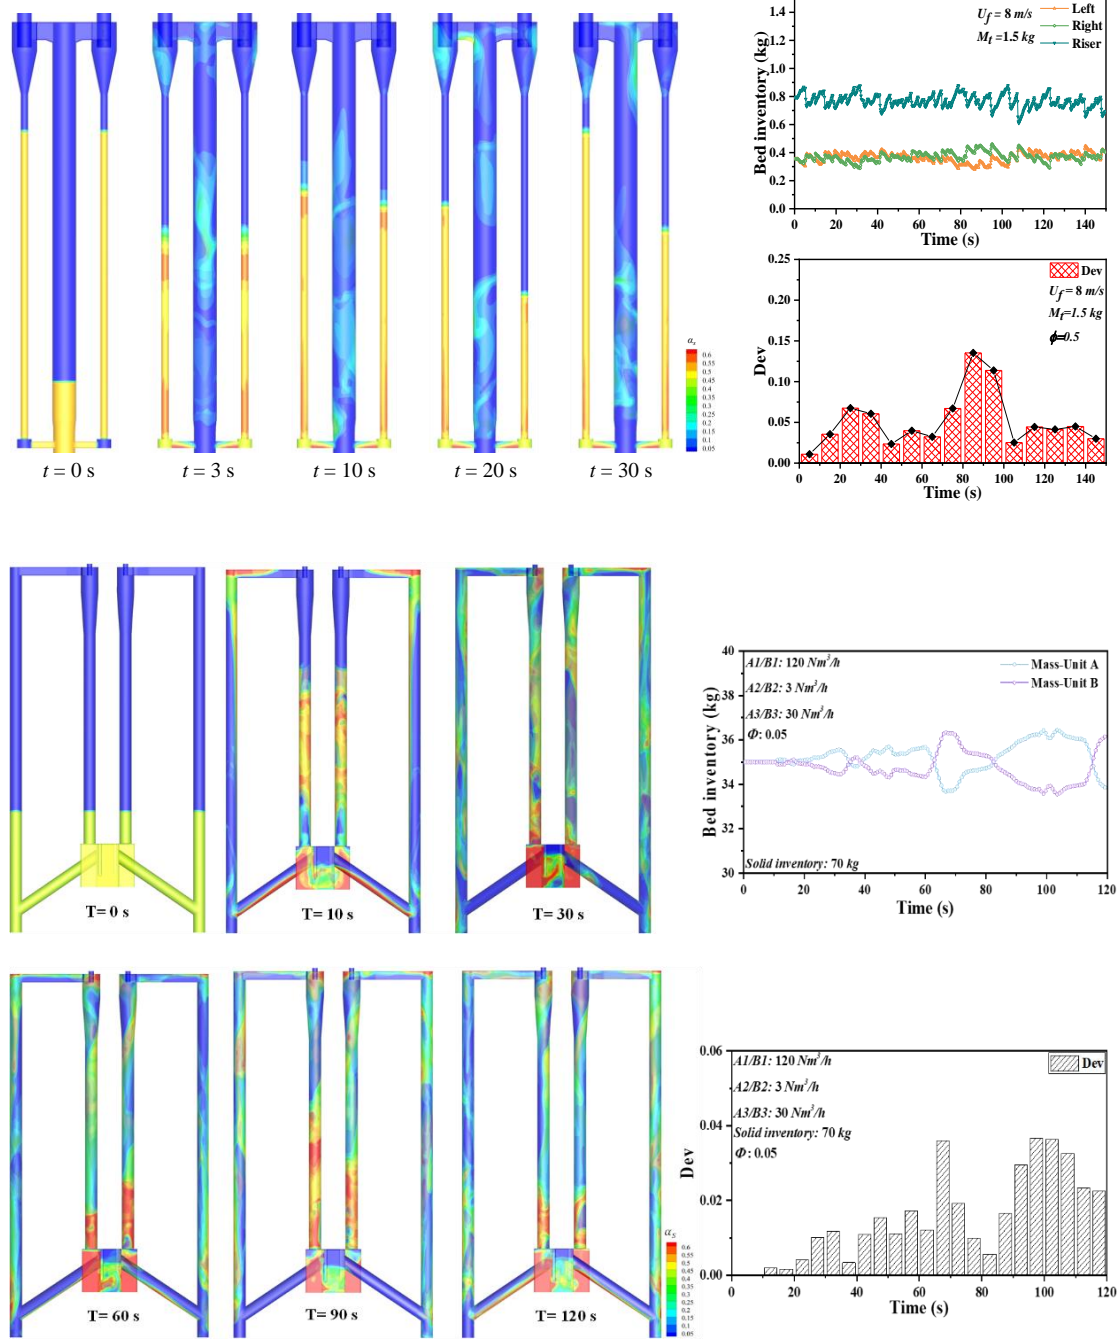 1.4
1.2
1.0
0.8
0.6
0.4
0.2
0.0
Bed inventory (kg)
U_f = 8 m/s
M_t =1.5 kg
Left
Right
Riser
0 20 40 60 80 100 120 140
Time (s)
α_s
0.6
0.55
0.5
0.45
0.4
0.35
0.3
0.25
0.2
0.15
0.1
0.05
t = 0 s
t = 3 s
t = 10 s
t = 20 s
t = 30 s
0.25
0.20
0.15
0.10
0.05
0.00
Dev
Dev
U_f = 8 m/s
M_t=1.5 kg
ϕ=0.5
0 20 40 60 80 100 120 140
Time (s)
T= 0 s
T= 10 s
T= 30 s
40
38
36
34
32
30
Bed inventory (kg)
A1/B1: 120 Nm³/h
A2/B2: 3 Nm³/h
A3/B3: 30 Nm³/h
Φ: 0.05
Mass-Unit A
Mass-Unit B
Solid inventory: 70 kg
0 20 40 60 80 100 120
Time (s)
T= 60 s
T= 90 s
T= 120 s
α_S
0.6
0.55
0.5
0.45
0.4
0.35
0.3
0.25
0.2
0.15
0.1
0.05
0.06
0.04
0.02
0.00
Dev
A1/B1: 120 Nm³/h
A2/B2: 3 Nm³/h
A3/B3: 30 Nm³/h
Solid inventory: 70 kg
Φ: 0.05
Dev
0 20 40 60 80 100 120
Time (s)